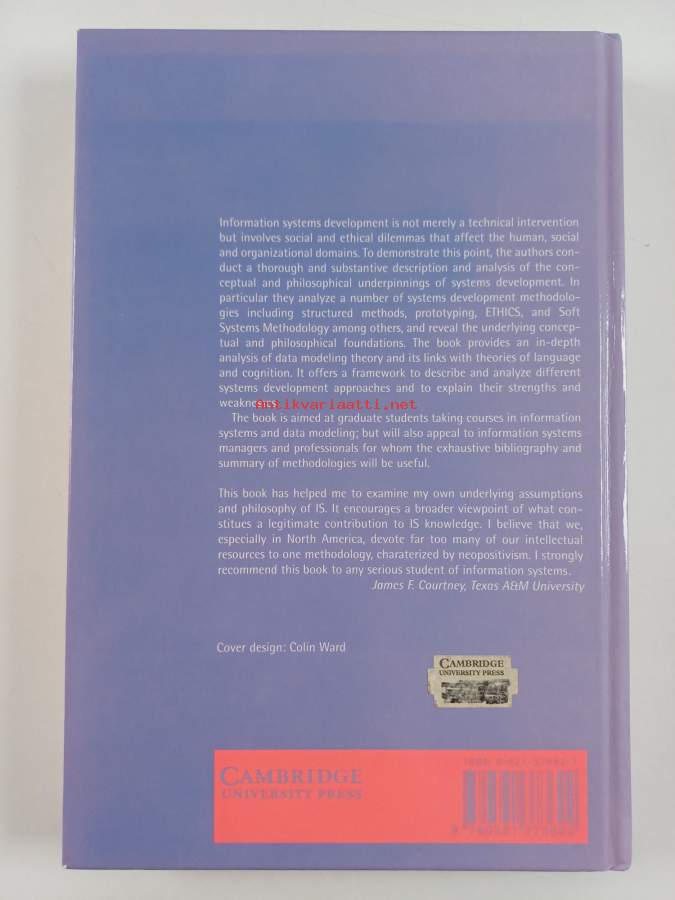 Information systems development is not merely a technical intervention
but involves social and ethical dilemmas that affect the human, social
and organizational domains. To demonstrate this point, the authors con-
duct a thorough and substantive description and analysis of the con-
ceptual and philosophical underpinnings of systems development. In
particular they analyze a number of systems development methodolo-
gies including structured methods, prototyping, ETHICS, and Soft
Systems Methodology among others, and reveal the underlying concep-
tual and philosophical foundations. The book provides an in-depth
analysis of data modeling theory and its links with theories of language
and cognition. It offers a framework to describe and analyze different
systems development approaches and to explain their strengths and
antikvariaatti.net
The book is aimed at graduate students taking courses in information
systems and data modeling; but will also appeal to information systems
managers and professionals for whom the exhaustive bibliography and
summary of methodologies will be useful.
This book has helped me to examine my own underlying assumptions
and philosophy of IS. It encourages a broader viewpoint of what con-
stitues a legitimate contribution to IS knowledge. I believe that we,
especially in North America, devote far too many of our intellectual
resources to one methodology, charaterized by neopositivism. I strongly
recommend this book to any serious student of information systems.
James F. Courtney, Texas A&M University
Cover design: Colin Ward
CAMBRIDGE
UNIVERSITY PRESS
CAMBRIDGE
UNIVERSITY PRESS
ISBN